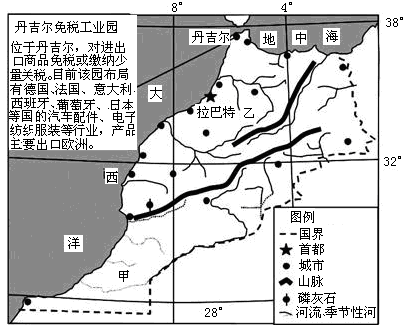 8°
4°
38°
丹吉尔免税工业园
位于丹吉尔，对进出
口商品免税或缴纳少
量关税。目前该园布局
有德国、法国、意大利、
西班牙、葡萄牙、日本
等国的汽车配件、电子
纺织服装等行业，产品
主要出口欧洲。
丹吉尔
地 中 海
大
西
洋
拉巴特
乙
32°
甲
28°
图例
国界
首都
城市
山脉
磷灰石
河流、季节性河